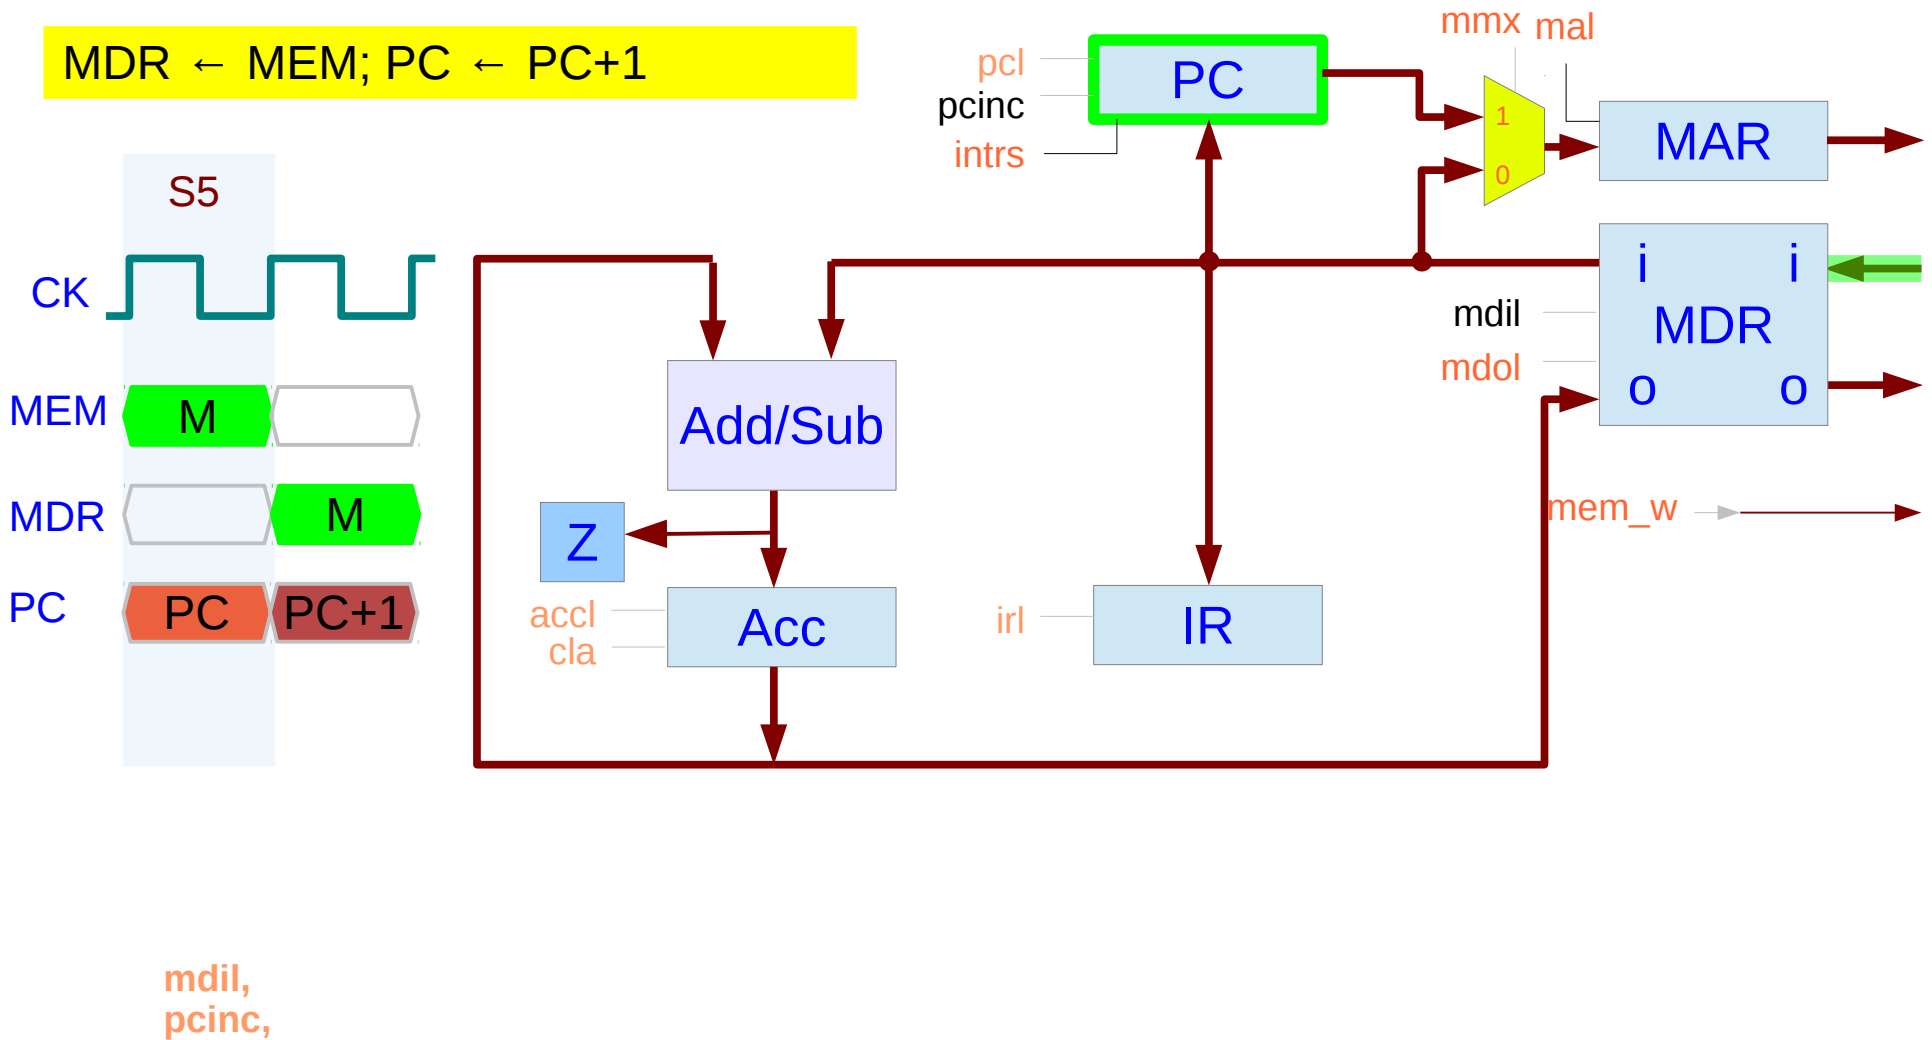 MDR ← MEM; PC ← PC+1
mmx
mal
pcl
pcinc
intrs
PC
1
0
MAR
S5
CK
i
i
mdil
MDR
mdol
o
o
MEM
M
Add/Sub
MDR
M
mem_w
Z
PC
PC
PC+1
accl
cla
Acc
irl
IR
mdil,
pcinc,